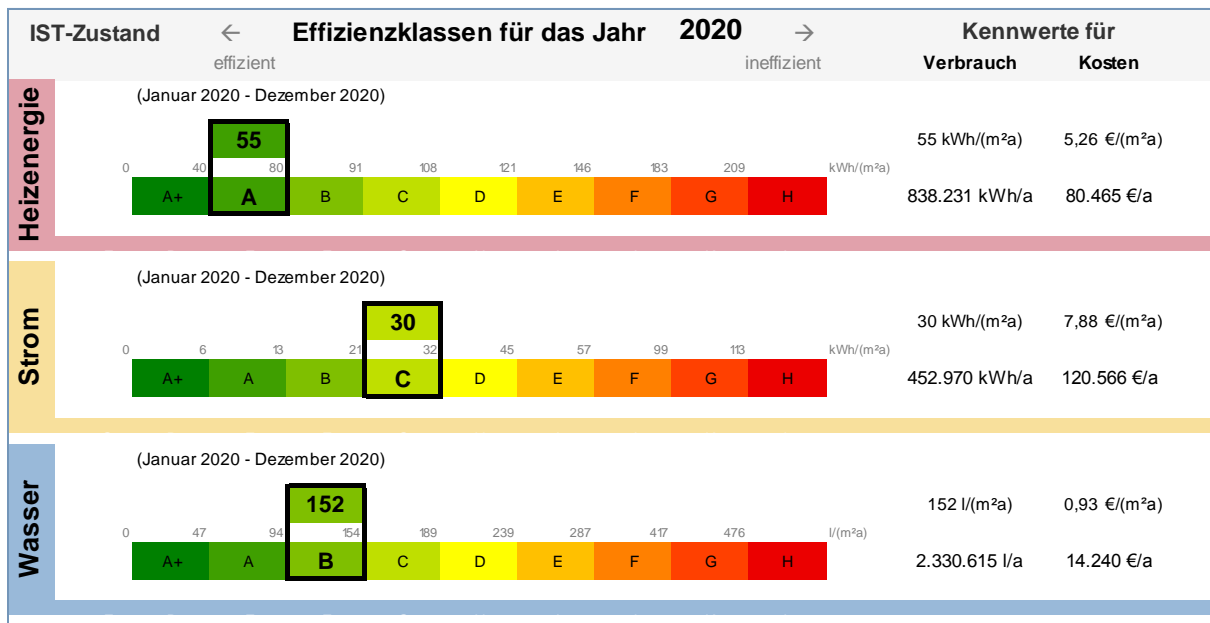 IST-Zustand ← Effizienzklassen für das Jahr 2020 → Kennwerte für
effizient ineffizient Verbrauch Kosten
Heizenergie
(Januar 2020 - Dezember 2020)
55 55 kWh/(m²a) 5,26 €/(m²a)
0 40 80 91 108 121 146 183 209 kWh/(m²a)
A+ A B C D E F G H 838.231 kWh/a 80.465 €/a
Strom
(Januar 2020 - Dezember 2020)
30 30 kWh/(m²a) 7,88 €/(m²a)
0 6 13 21 32 45 57 99 113 kWh/(m²a)
A+ A B C D E F G H 452.970 kWh/a 120.566 €/a
Wasser
(Januar 2020 - Dezember 2020)
152 152 l/(m²a) 0,93 €/(m²a)
0 47 94 154 189 239 287 417 476 l/(m²a)
A+ A B C D E F G H 2.330.615 l/a 14.240 €/a